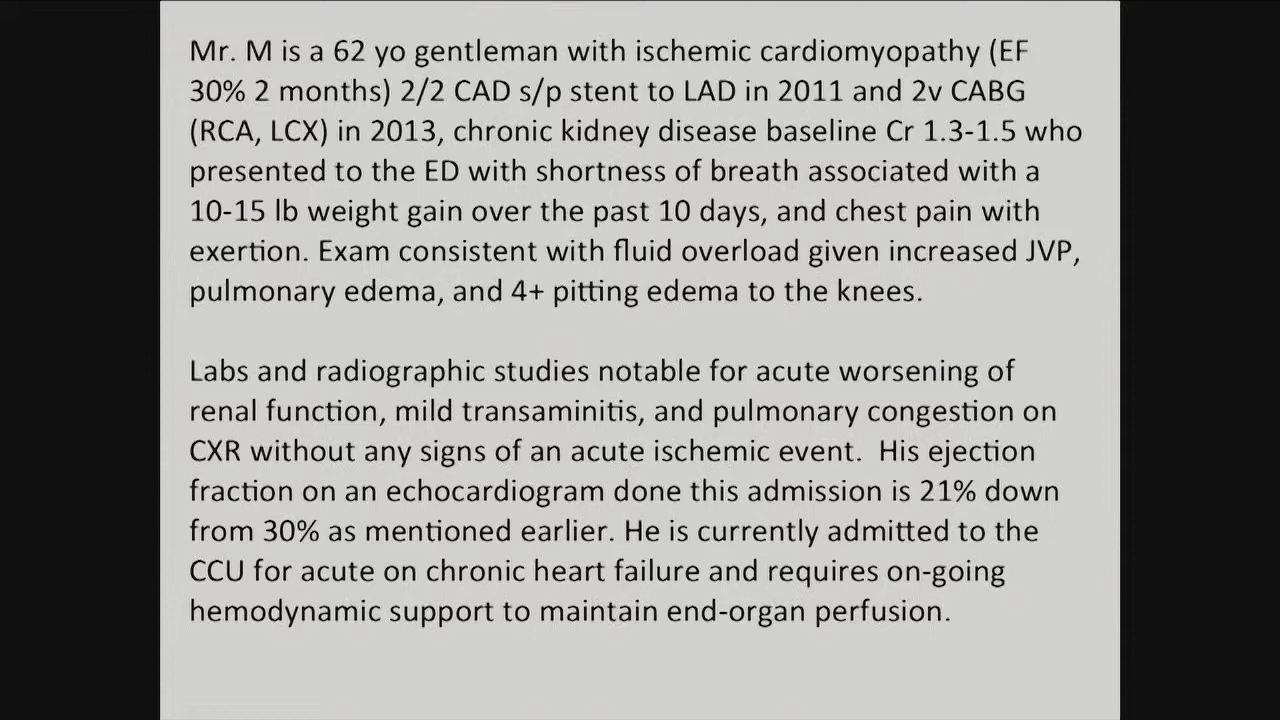 Mr. M is a 62 yo gentleman with ischemic cardiomyopathy (EF
30% 2 months) 2/2 CAD s/p stent to LAD in 2011 and 2v CABG
(RCA, LCX) in 2013, chronic kidney disease baseline Cr 1.3-1.5 who
presented to the ED with shortness of breath associated with a
10-15 lb weight gain over the past 10 days, and chest pain with
exertion. Exam consistent with fluid overload given increased JVP,
pulmonary edema, and 4+ pitting edema to the knees.
Labs and radiographic studies notable for acute worsening of
renal function, mild transaminitis, and pulmonary congestion on
CXR without any signs of an acute ischemic event.  His ejection
fraction on an echocardiogram done this admission is 21% down
from 30% as mentioned earlier. He is currently admitted to the
CCU for acute on chronic heart failure and requires on-going
hemodynamic support to maintain end-organ perfusion.